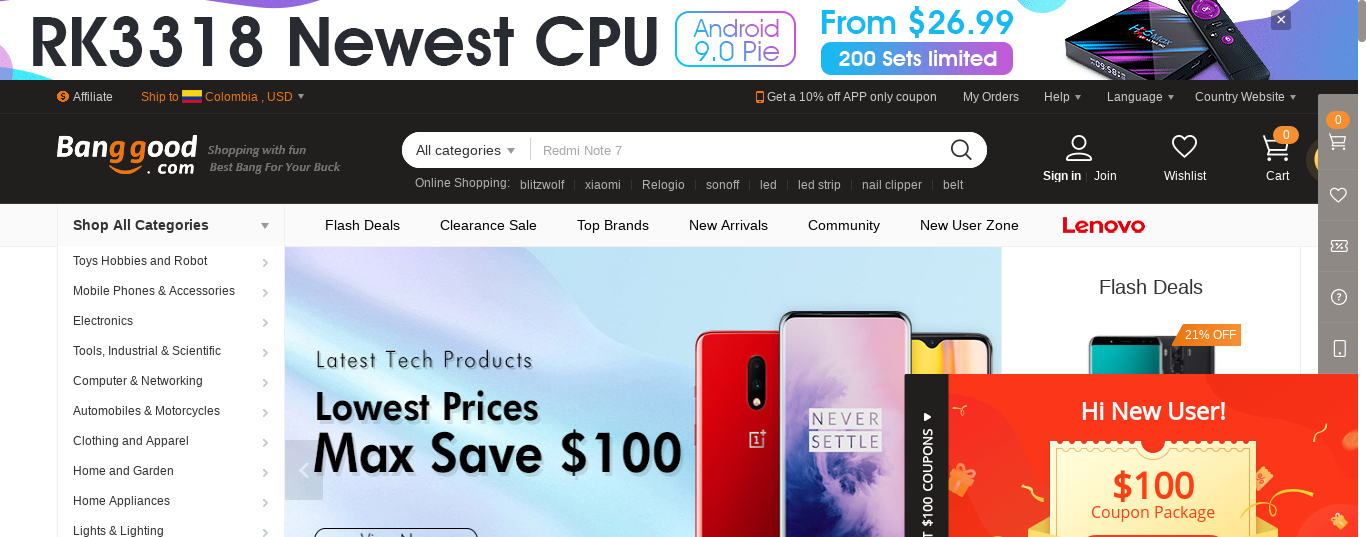 RK3318 Newest CPU
Android
9.0 Pie
From $26.99
200 Sets limited
Affiliate
Ship to Colombia , USD
Get a 10% off APP only coupon
My Orders
Help
Language
Country Website
Banggood
.com
Shopping with fun
Best Bang For Your Buck
All categories
Redmi Note 7
Online Shopping:
blitzwolf
xiaomi
Relogio
sonoff
led
led strip
nail clipper
belt
Sign in
Join
Wishlist
0
Cart
0
Shop All Categories
Flash Deals
Clearance Sale
Top Brands
New Arrivals
Community
New User Zone
Lenovo
Toys Hobbies and Robot
Mobile Phones & Accessories
Electronics
Tools, Industrial & Scientific
Computer & Networking
Automobiles & Motorcycles
Clothing and Apparel
Home and Garden
Home Appliances
Lights & Lighting
Latest Tech Products
Lowest Prices
Max Save $100
NEVER
SETTLE
Flash Deals
21% OFF
$100 COUPONS
Hi New User!
$100
Coupon Package